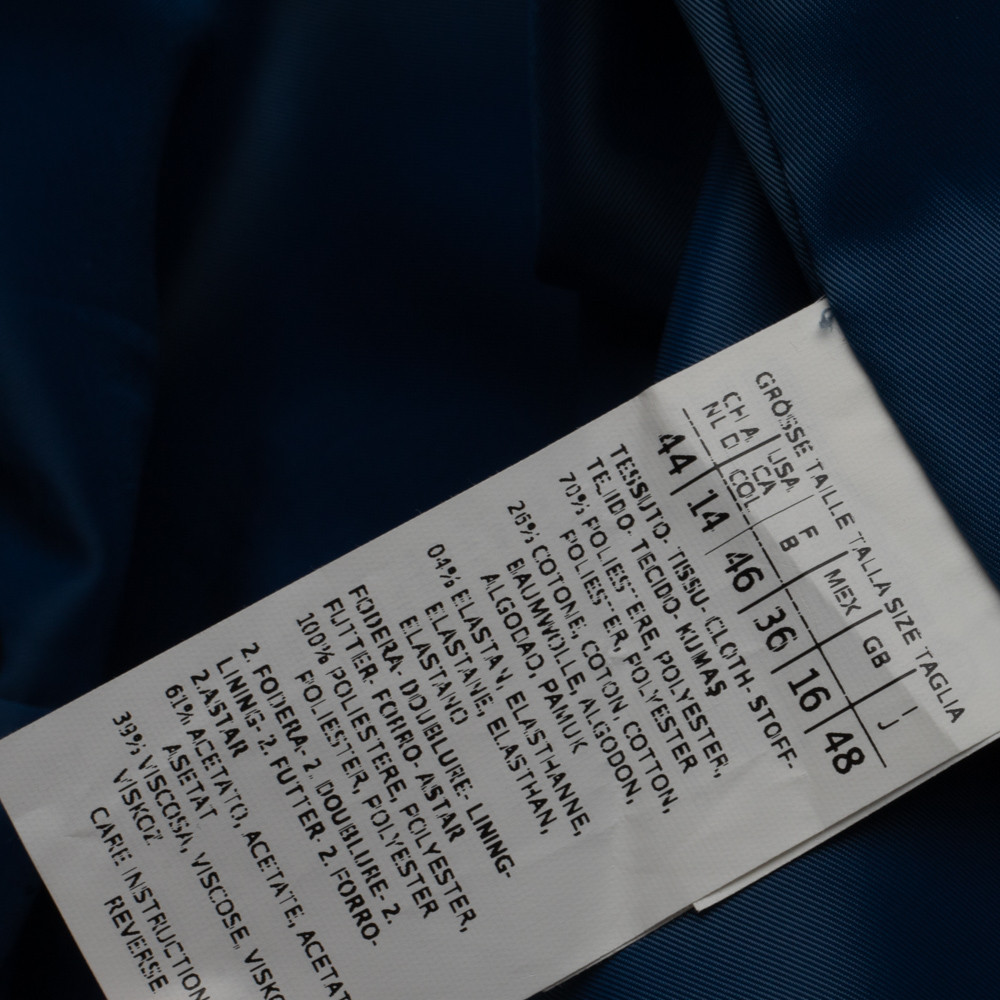 GRÖSSE TAILLE TALLA SIZE TAGLIA
CH A | USA | F | MEX | GB | J
NL D | CA | B
COL
44 | 14 | 46 | 36 | 16 | 48
TESSUTO- TISSU- CLOTH- STOFF-
TEJIDO- TECIDO- KUMAŞ
70% POLIESTERE, POLYESTER,
POLIESTER, POLYESTER
26% COTONE, COTON, COTTON,
BAUMWOLLE, ALGODON,
ALGODAO, PAMUK
04% ELASTAN, ELASTHANNE,
ELASTANE, ELASTHAN,
ELASTANO
FODERA- DOUBLURE- LINING-
FUTTER- FORRO- ASTAR
100% POLIESTERE, POLYESTER,
POLIESTER, POLYESTER
2. FODERA- 2. DOUBLURE- 2.
LINING- 2. FUTTER- 2. FORRO-
2.ASTAR
61% ACETATO, ACETATE, ACETAT
ASETAT
39% VISCOSA, VISCOSE, VISKO
VISKOZ
CARE INSTRUCTION
REVERSE